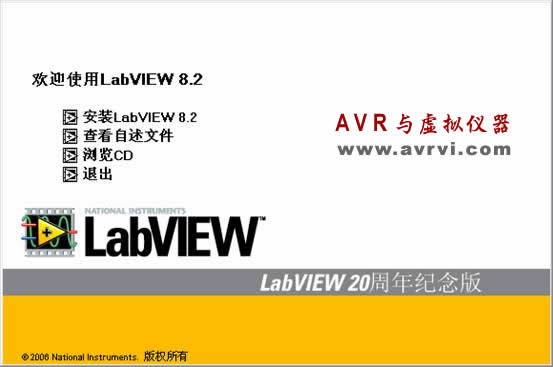 欢迎使用LabVIEW 8.2
安装LabVIEW 8.2
查看自述文件
浏览CD
退出
AVR与虚拟仪器
www.avrvi.com
NATIONAL INSTRUMENTS
LabVIEW™
LabVIEW 20周年纪念版
©2006 National Instruments. 版权所有